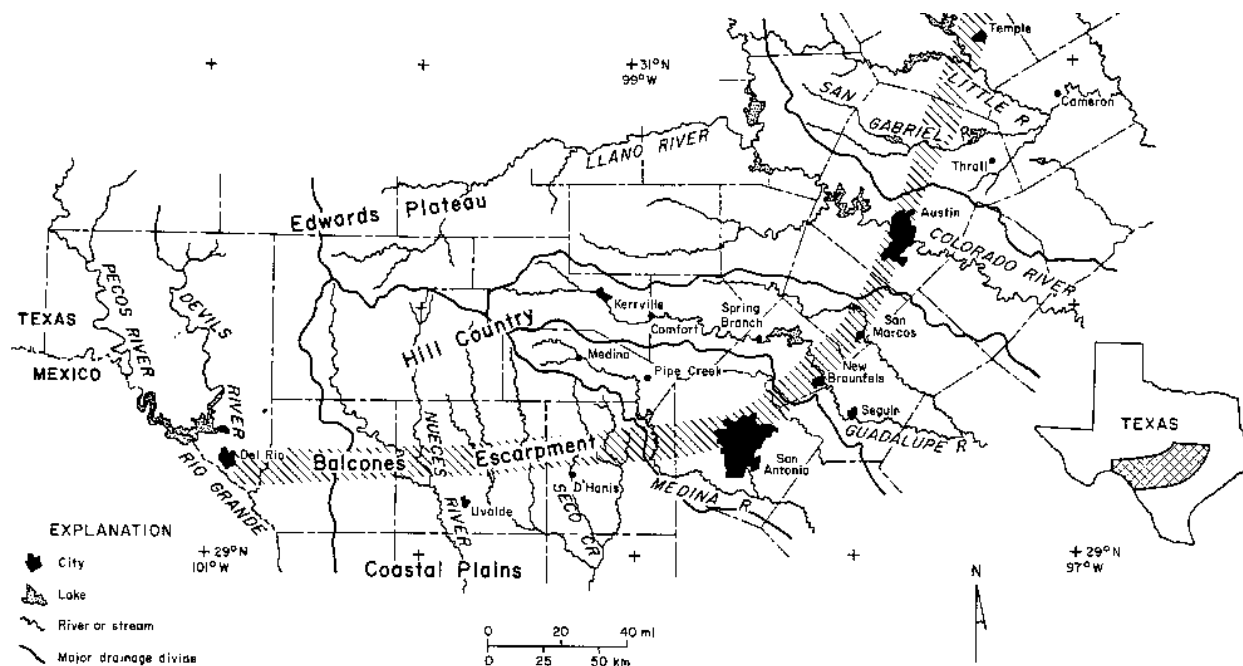 Temple
31°N
99°W
LITTLE R
SAN
GABRIEL R
Cameron
LLANO RIVER
Thrall
Edwards Plateau
Austin
COLORADO RIVER
PECOS RIVER
DEVILS
RIVER
Kerrville
Comfort
Spring
Branch
San
Marcos
TEXAS
MEXICO
Hill Country
Medina
Pipe Creek
New
Braunfels
TEXAS
Seguin
GUADALUPE R
NUECES
RIVER
Del Rio
Balcones Escarpment
San
Antonio
RIO GRANDE
D'Hanis
MEDINA R
SECO CR
Uvalde
EXPLANATION
29°N
101°W
29°N
97°W
Coastal Plains
City
Lake
River or stream
Major drainage divide
N
0 20 40 mi
0 25 50 km